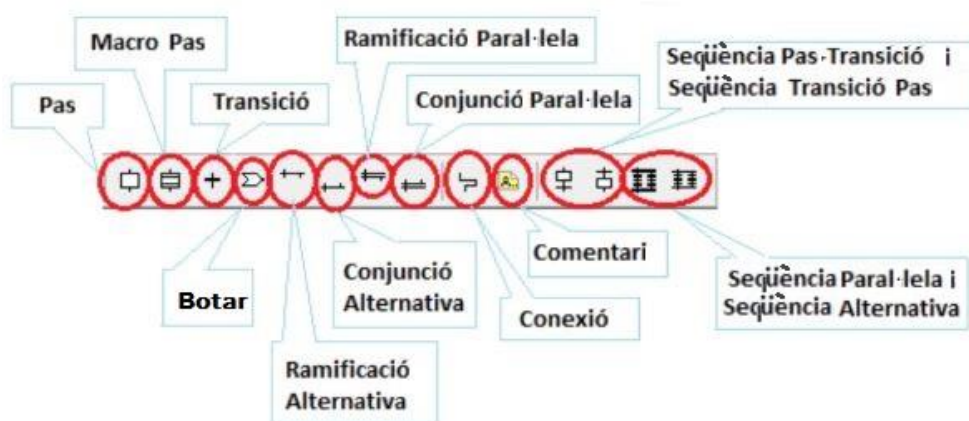 Macro Pas
Ramificació Paral·lela
Seqüència Pas-Transició i
Seqüència Transició Pas
Pas
Transició
Conjunció Paral·lela
Botar
Conjunció
Alternativa
Comentari
Conexió
Seqüència Paral·lela i
Seqüència Alternativa
Ramificació
Alternativa